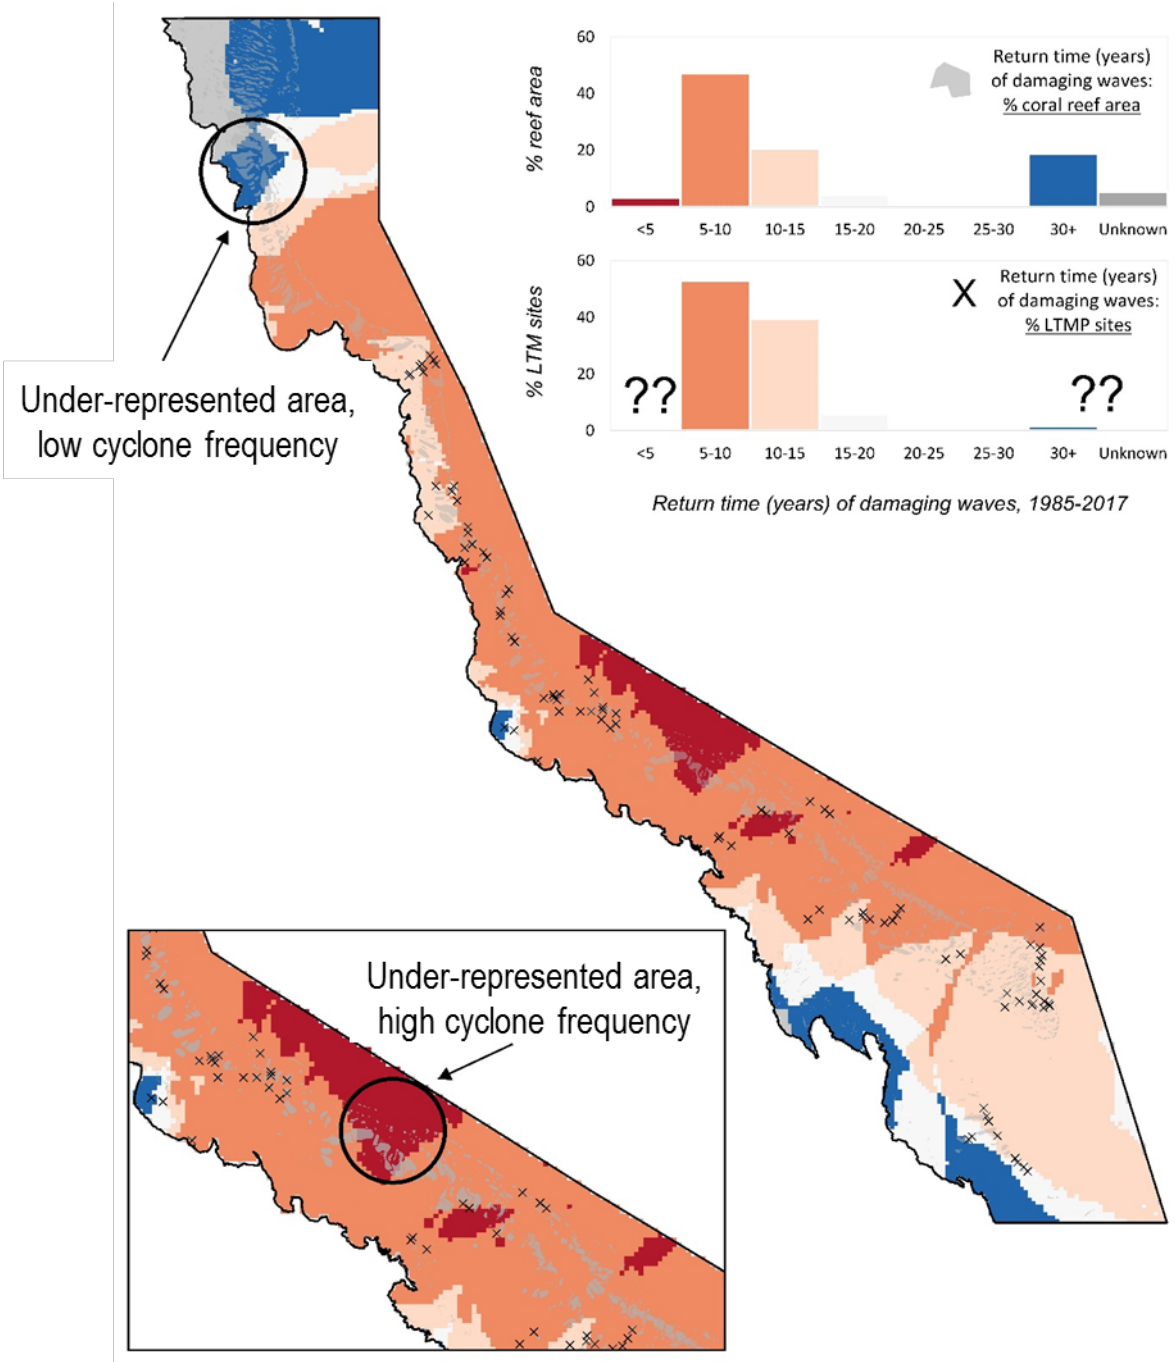 60
40
20
0
% reef area
Return time (years)
of damaging waves:
% coral reef area
<5 5-10 10-15 15-20 20-25 25-30 30+ Unknown
60
40
20
0
% LTM sites
X
Return time (years)
of damaging waves:
% LTMP sites
?? ??
<5 5-10 10-15 15-20 20-25 25-30 30+ Unknown
Return time (years) of damaging waves, 1985-2017
Under-represented area,
low cyclone frequency
Under-represented area,
high cyclone frequency